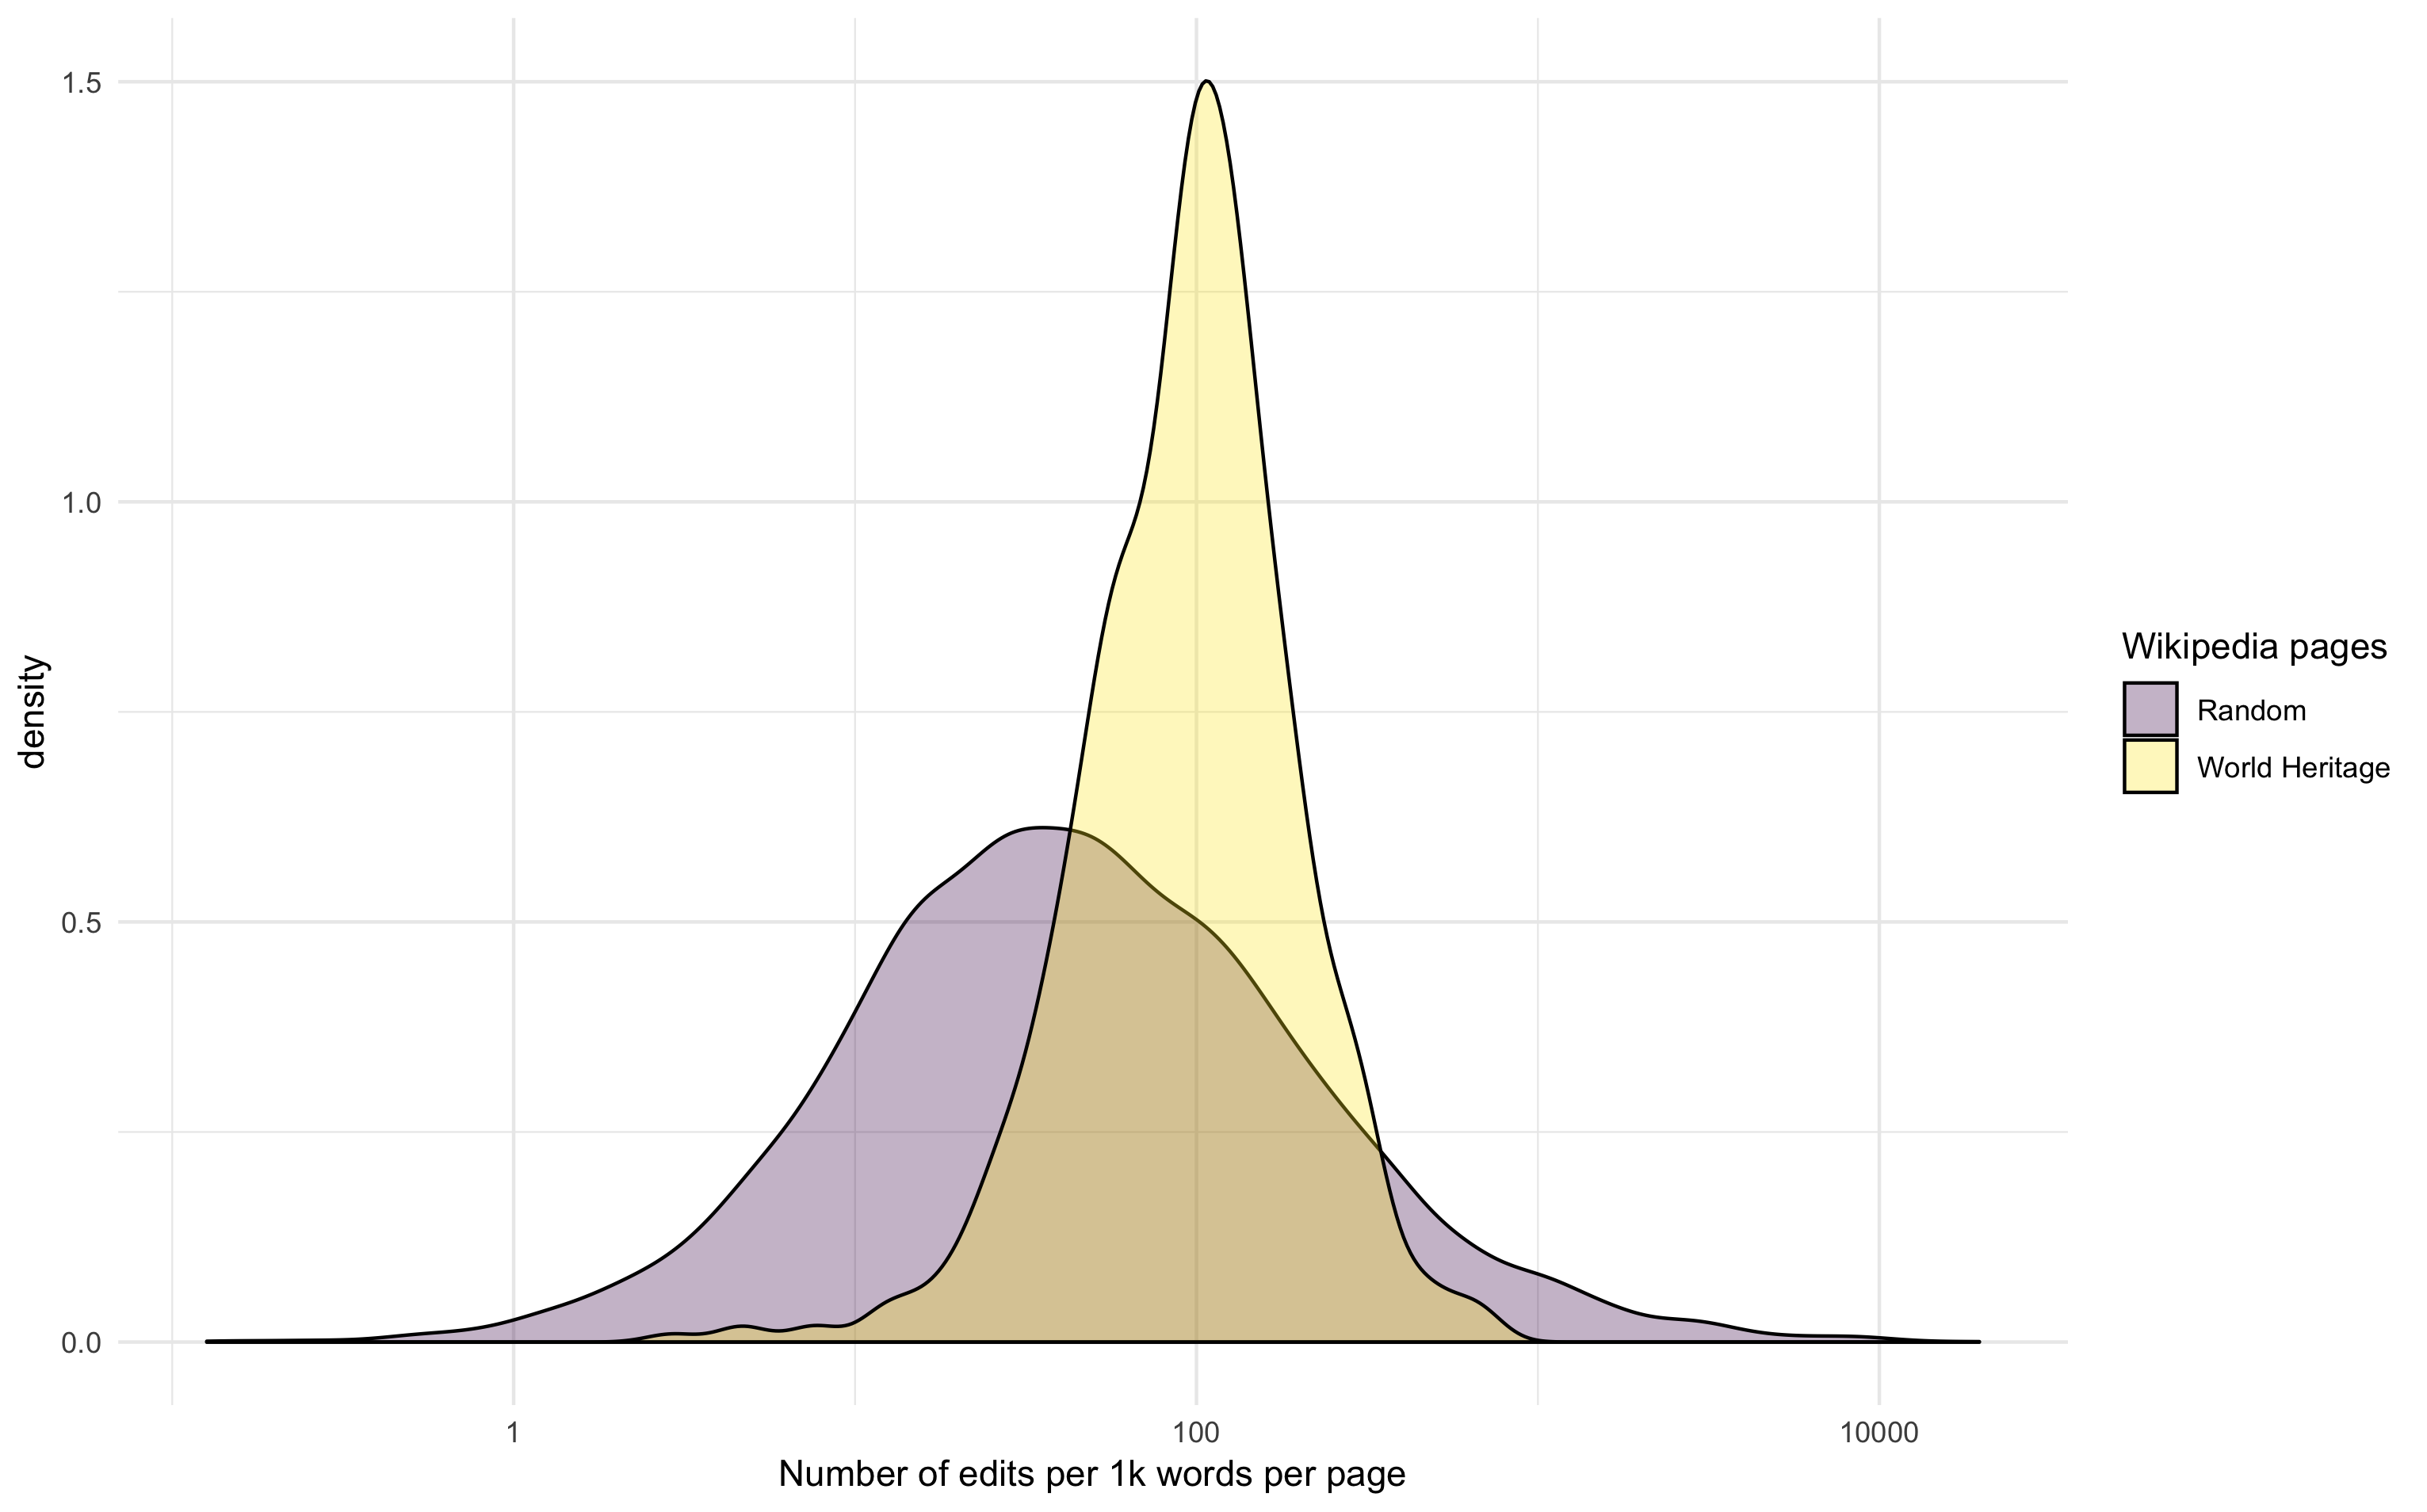 1.5
1.0
0.5
0.0
density
1
100
10000
Number of edits per 1k words per page
Wikipedia pages
Random
World Heritage